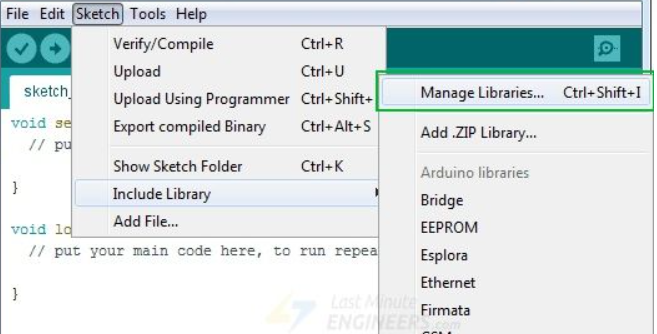 File Edit Sketch Tools Help
Verify/Compile Ctrl+R
Upload Ctrl+U
Upload Using Programmer Ctrl+Shift+
Export compiled Binary Ctrl+Alt+S
Show Sketch Folder Ctrl+K
Include Library
Add File...
Manage Libraries... Ctrl+Shift+I
Add .ZIP Library...
Arduino libraries
Bridge
EEPROM
Esplora
Ethernet
Firmata
sketch_
void se
// pu
}
void lo
// put your main code here, to run repea
}
Last Minute
ENGINEERS.com